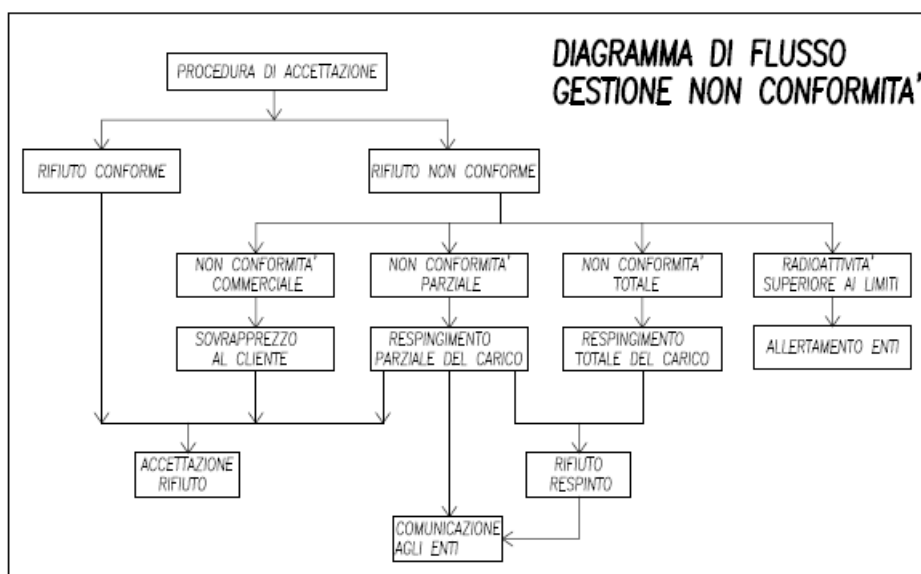 DIAGRAMMA DI FLUSSO
GESTIONE NON CONFORMITA'
PROCEDURA DI ACCETTAZIONE
RIFIUTO CONFORME
RIFIUTO NON CONFORME
NON CONFORMITA'
COMMERCIALE
NON CONFORMITA'
PARZIALE
NON CONFORMITA'
TOTALE
RADIOATTIVITA'
SUPERIORE AI LIMITI
SOVRAPPREZZO
AL CLIENTE
RESPINGIMENTO
PARZIALE DEL CARICO
RESPINGIMENTO
TOTALE DEL CARICO
ALLERTAMENTO ENTI
ACCETTAZIONE
RIFIUTO
RIFIUTO
RESPINTO
COMUNICAZIONE
AGLI ENTI